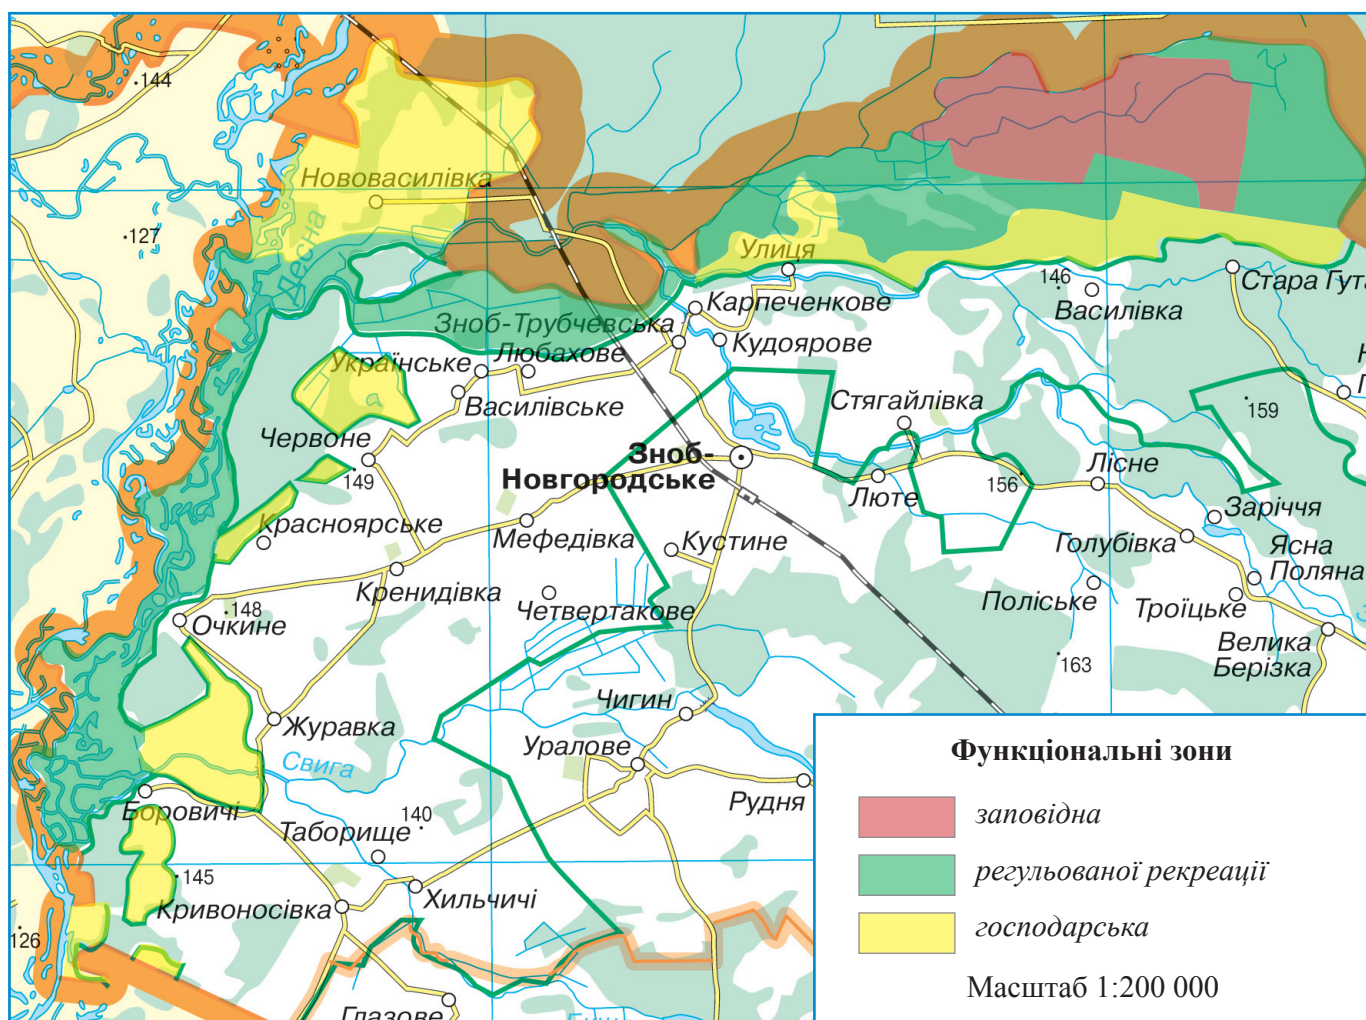 144
Нововасилівка
Десна
127
Улиця
146
Василівка
Стара Гута
Карпеченкове
Зноб-Трубчевська
Кудоярове
Українське
Любахове
Василівське
Стягайлівка
159
Червоне
149
Зноб-
Новгородське
Люте
156
Лісне
Заріччя
Красноярське
Мефедівка
Кустине
Голубівка
Ясна
Поляна
Кренидівка
Четвертакове
Поліське
Троїцьке
148
Очкине
Велика
Берізка
163
Чигин
Журавка
Свига
Уралове
Рудня
Боровичі
Таборище
140
145
Кривоносівка
Хильчичі
126
Глазове
Функціональні зони
заповідна
регульованої рекреації
господарська
Масштаб 1:200 000